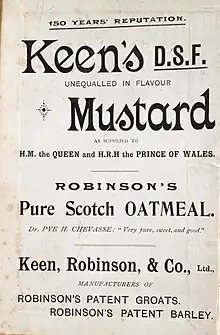 150 YEARS' REPUTATION.
Keen's D.S.F.
UNEQUALLED IN FLAVOUR
Mustard
AS SUPPLIED TO
H.M. the QUEEN and H.R.H the PRINCE OF WALES.
ROBINSON'S
Pure Scotch OATMEAL.
Dr. PYE H. CHEVASSE: "Very pure, sweet, and good."
Keen, Robinson, & Co., Ltd.,
MANUFACTURERS OF
ROBINSON'S PATENT GROATS.
ROBINSON'S PATENT BARLEY.